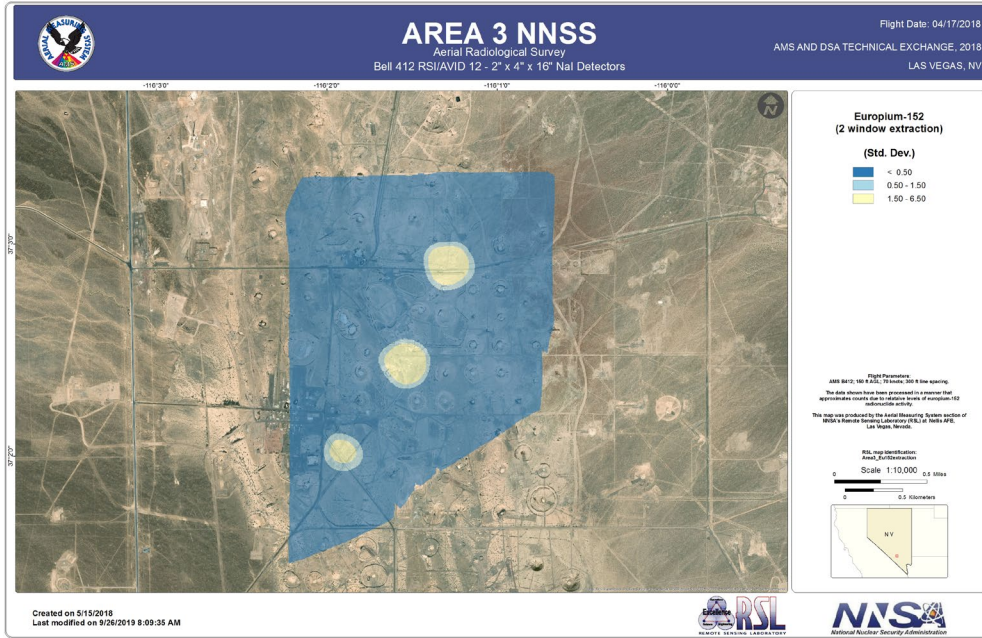 AREA 3 NNSS
Aerial Radiological Survey
Bell 412 RSI/AVID 12 - 2" x 4" x 16" NaI Detectors
Flight Date: 04/17/2018
AMS AND DSA TECHNICAL EXCHANGE, 2018
LAS VEGAS, NV
AERIAL MEASURING SYSTEM
AMS
-116°3'0"
-116°2'0"
-116°1'0"
-116°0'0"
37°3'0"
37°2'0"
N
Europium-152
(2 window extraction)
(Std. Dev.)
< 0.50
0.50 - 1.50
1.50 - 6.50
Flight Parameters:
AMS B412; 150 ft AGL; 70 knots; 300 ft line spacing.
The data shown have been processed in a manner that
approximates counts due to relative levels of europium-152
radionuclide activity.
This map was produced by the Aerial Measuring System section of
NNSA's Remote Sensing Laboratory (RSL) at Nellis AFB,
Las Vegas, Nevada.
RSL map identification:
Area3_Eu152extraction
Scale 1:10,000
0 0.5 Miles
0 0.5 Kilometers
NV
Created on 5/15/2018
Last modified on 9/26/2019 8:09:35 AM
Excellence
RSL
REMOTE SENSING LABORATORY
NNSA
National Nuclear Security Administration